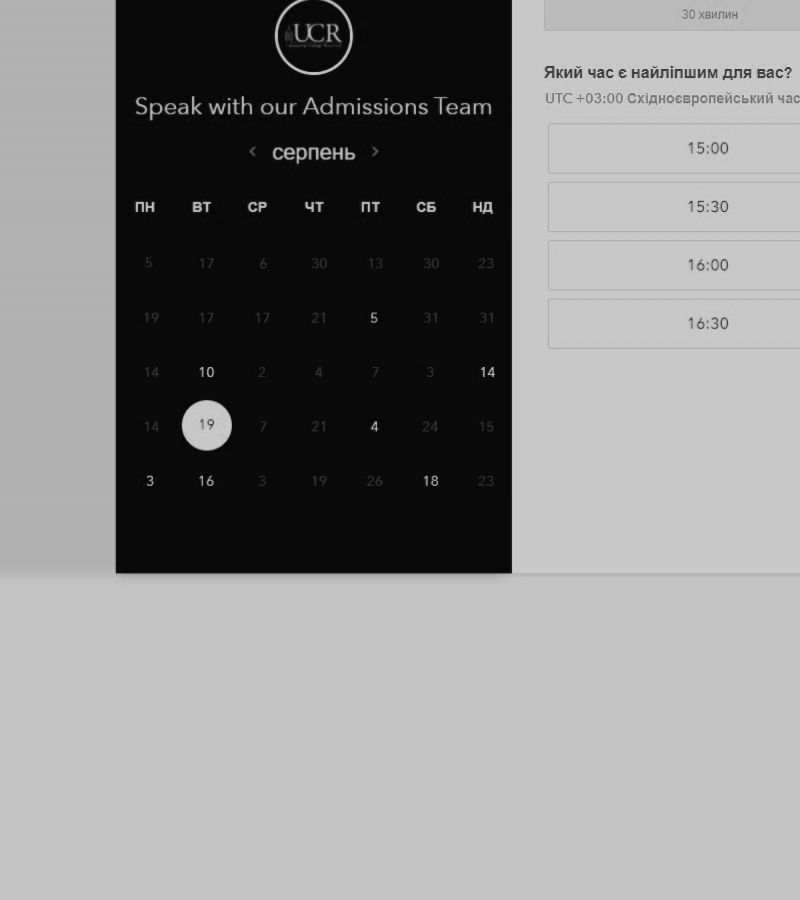 UCR
Speak with our Admissions Team
‹ серпень ›
ПН ВТ СР ЧТ ПТ СБ НД
5 17 6 30 13 30 23
19 17 17 21 5 31 31
14 10 2 4 7 3 14
14 19 7 21 4 24 15
3 16 3 19 26 18 23
30 хвилин
Який час є найліпшим для вас?
UTC +03:00 Східноєвропейський час
15:00
15:30
16:00
16:30